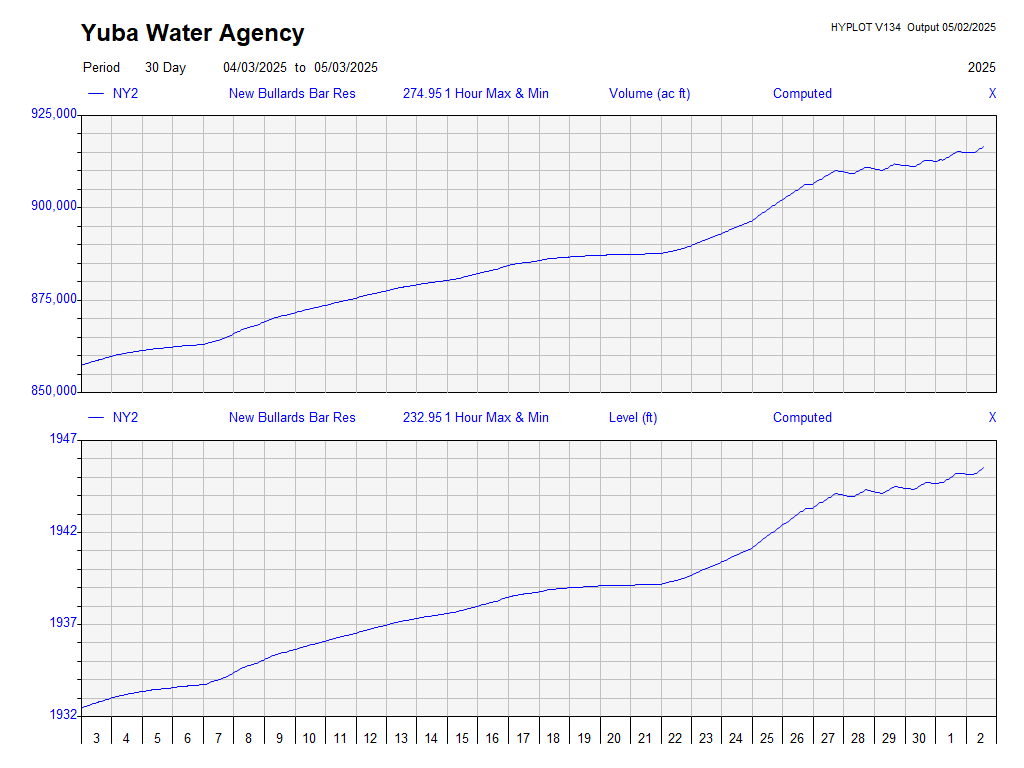 Yuba Water Agency
HYPLOT V134 Output 05/02/2025
Period 30 Day 04/03/2025 to 05/03/2025 2025
NY2 New Bullards Bar Res 274.95 1 Hour Max & Min Volume (ac ft) Computed X
925,000
900,000
875,000
850,000
NY2 New Bullards Bar Res 232.95 1 Hour Max & Min Level (ft) Computed X
1947
1942
1937
1932
3 4 5 6 7 8 9 10 11 12 13 14 15 16 17 18 19 20 21 22 23 24 25 26 27 28 29 30 1 2